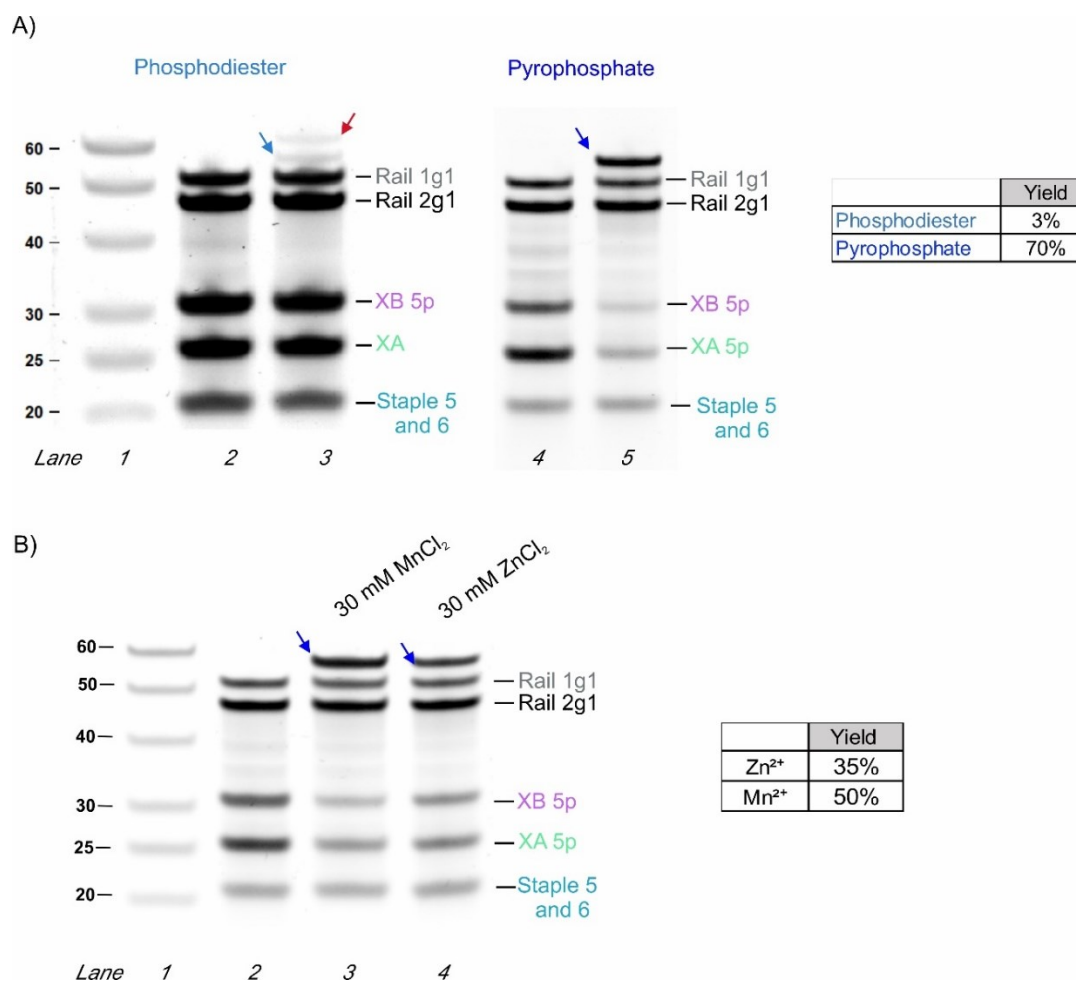 A)
Phosphodiester
Pyrophosphate
60
50
40
30
25
20
Rail 1g1
Rail 2g1
XB 5p
XA
Staple 5
and 6
Rail 1g1
Rail 2g1
XB 5p
XA 5p
Staple 5
and 6
Yield
Phosphodiester 3%
Pyrophosphate 70%
Lane 1 2 3 4 5
B)
30 mM MnCl₂
30 mM ZnCl₂
60
50
40
30
25
20
Rail 1g1
Rail 2g1
XB 5p
XA 5p
Staple 5
and 6
Yield
Zn²⁺ 35%
Mn²⁺ 50%
Lane 1 2 3 4